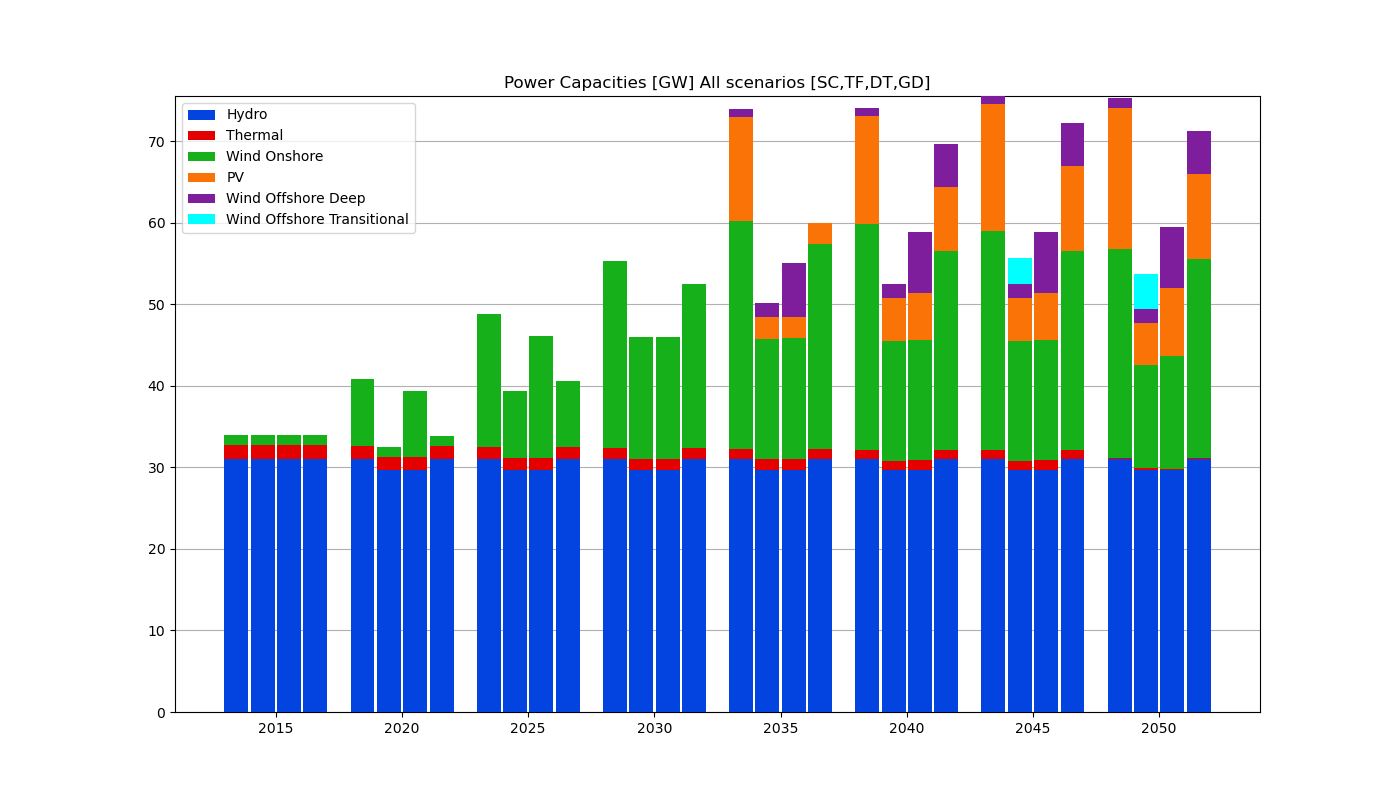 Power Capacities [GW] All scenarios [SC,TF,DT,GD]
Hydro
Thermal
Wind Onshore
PV
Wind Offshore Deep
Wind Offshore Transitional
70
60
50
40
30
20
10
0
2015 2020 2025 2030 2035 2040 2045 2050